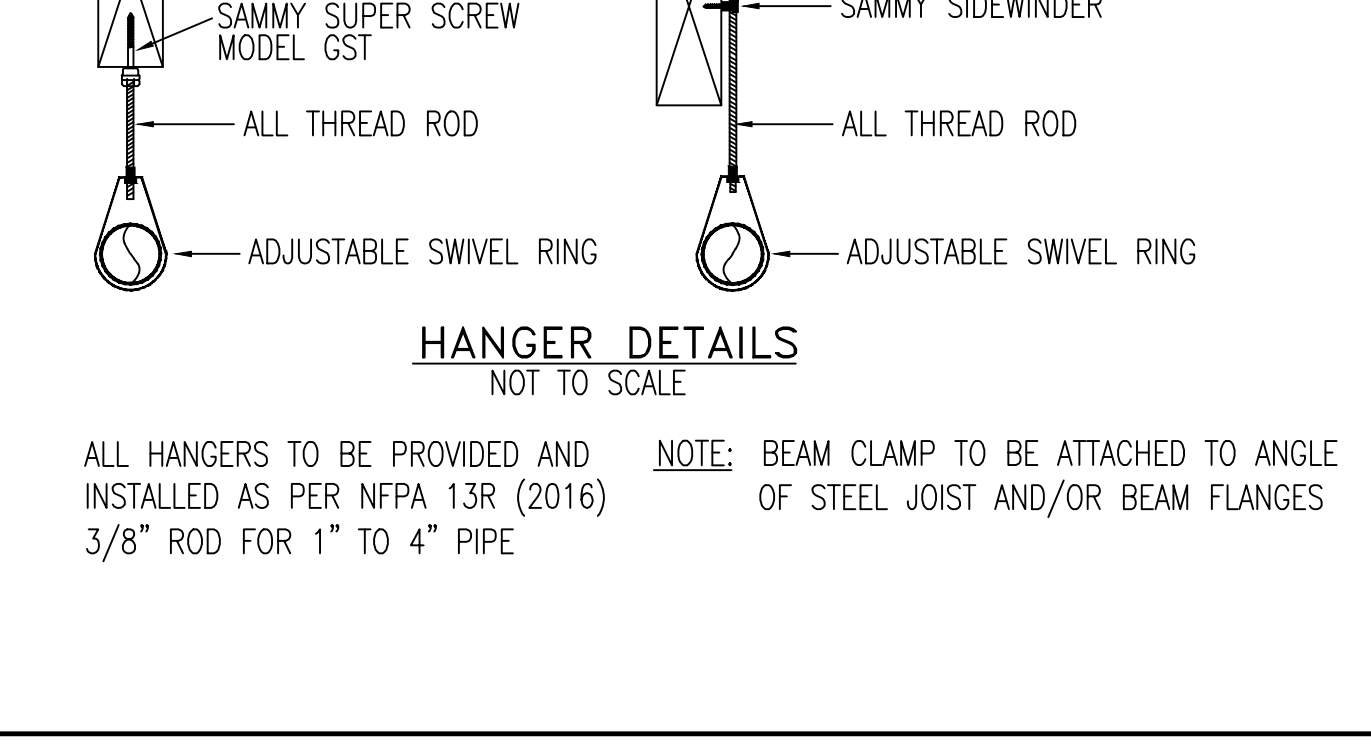 SAMMY SUPER SCREW
MODEL GST
SAMMY SIDEWINDER
ALL THREAD ROD
ALL THREAD ROD
ADJUSTABLE SWIVEL RING
ADJUSTABLE SWIVEL RING
HANGER DETAILS
NOT TO SCALE
ALL HANGERS TO BE PROVIDED AND
INSTALLED AS PER NFPA 13R (2016)
3/8” ROD FOR 1” TO 4” PIPE
NOTE: BEAM CLAMP TO BE ATTACHED TO ANGLE
OF STEEL JOIST AND/OR BEAM FLANGES